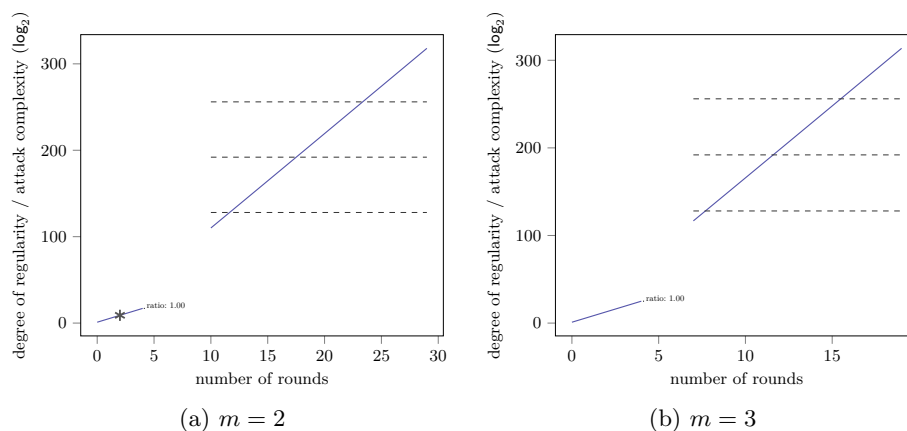 degree of regularity / attack complexity (log₂)
300
200
100
0
ratio: 1.00
0 5 10 15 20 25 30
number of rounds
(a) m = 2
degree of regularity / attack complexity (log₂)
300
200
100
0
ratio: 1.00
0 5 10 15
number of rounds
(b) m = 3